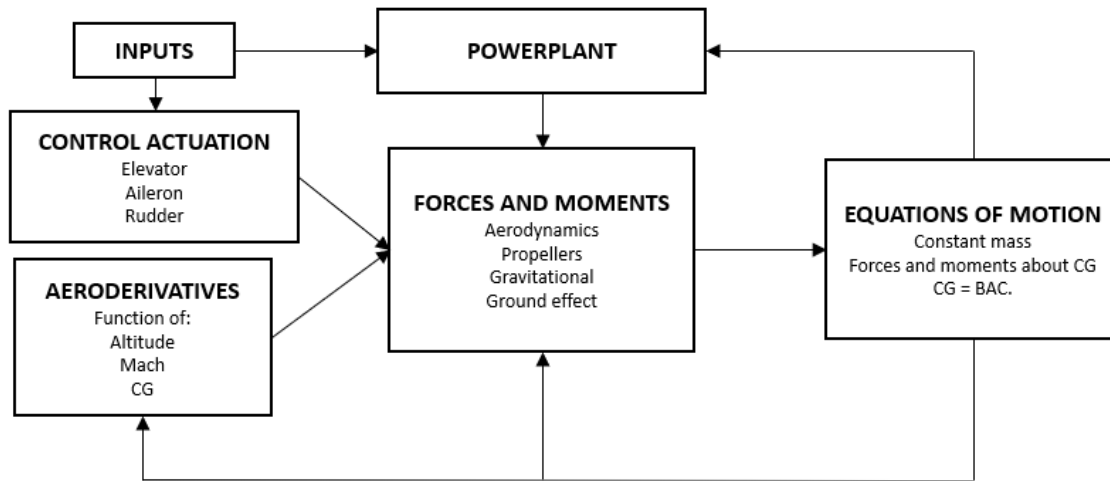 INPUTS
POWERPLANT
CONTROL ACTUATION
Elevator
Aileron
Rudder
FORCES AND MOMENTS
Aerodynamics
Propellers
Gravitational
Ground effect
EQUATIONS OF MOTION
Constant mass
Forces and moments about CG
CG = BAC.
AERODERIVATIVES
Function of:
Altitude
Mach
CG